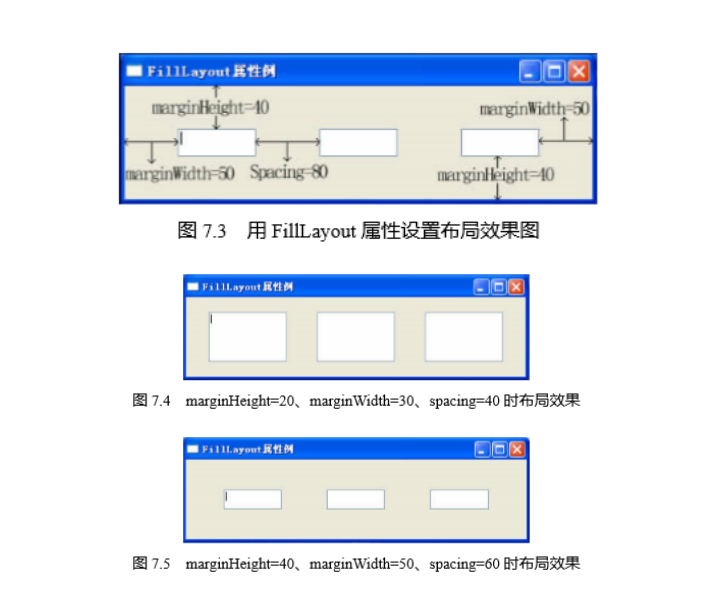 FillLayout属性例
marginHeight=40
marginWidth=50
marginWidth=50
Spacing=80
marginHeight=40
图 7.3 用 FillLayout 属性设置布局效果图
FillLayout属性例
图 7.4 marginHeight=20、marginWidth=30、spacing=40 时布局效果
FillLayout属性例
图 7.5 marginHeight=40、marginWidth=50、spacing=60 时布局效果